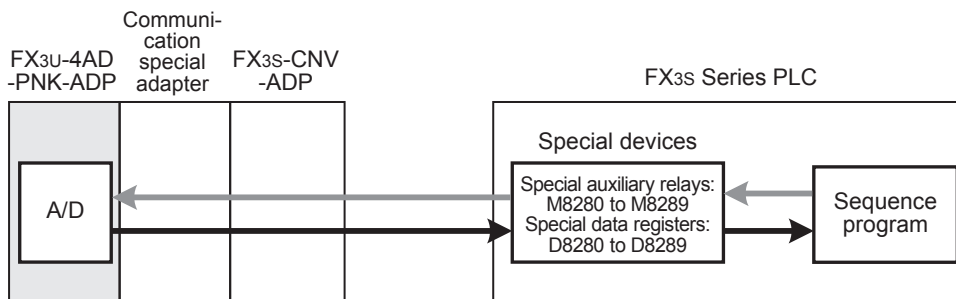 FX3U-4AD
-PNK-ADP
Communi-
cation
special
adapter
FX3S-CNV
-ADP
FX3S Series PLC
Special devices
A/D
Special auxiliary relays:
M8280 to M8289
Special data registers:
D8280 to D8289
Sequence
program